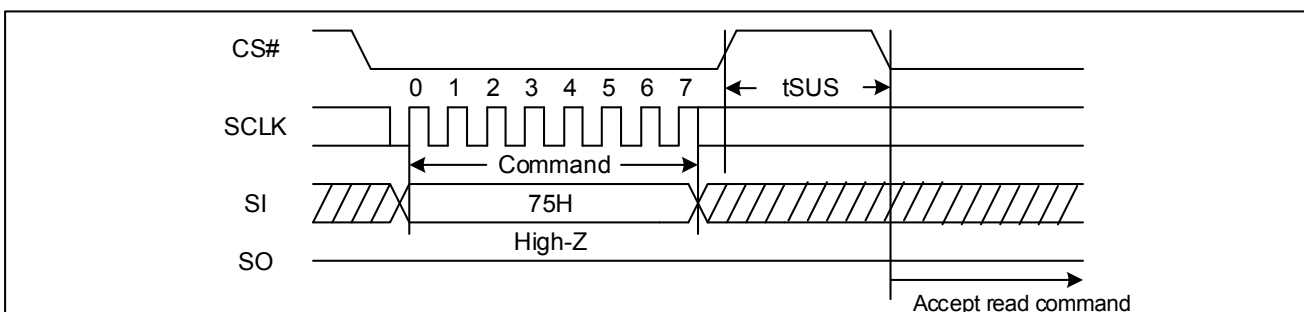 CS#
0 1 2 3 4 5 6 7
tSUS
SCLK
Command
SI
75H
High-Z
SO
Accept read command